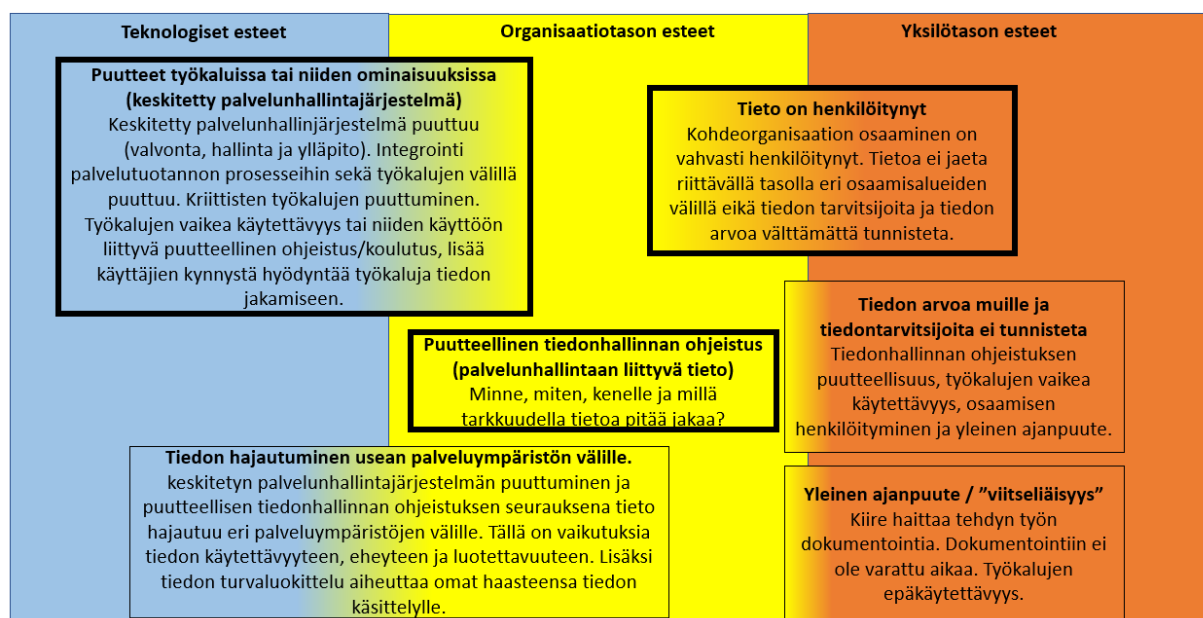 Teknologiset esteet
Organisaatiotason esteet
Yksilötason esteet
Puutteet työkaluissa tai niiden ominaisuuksissa
(keskitetty palvelunhallintajärjestelmä)
Keskitetty palvelunhallinjärjestelmä puuttuu
(valvonta, hallinta ja ylläpito). Integrointi
palvelutuotannon prosesseihin sekä työkalujen välillä
puuttuu. Kriittisten työkalujen puuttuminen.
Työkalujen vaikea käytettävyys tai niiden käyttöön
liittyvä puutteellinen ohjeistus/koulutus, lisää
käyttäjien kynnystä hyödyntää työkaluja tiedon
jakamiseen.
Tieto on henkilöitynyt
Kohdeorganisaation osaaminen on
vahvasti henkilöitynyt. Tietoa ei jaeta
riittävällä tasolla eri osaamisalueiden
välillä eikä tiedon tarvitsijoita ja tiedon
arvoa välttämättä tunnisteta.
Puutteellinen tiedonhallinnan ohjeistus
(palvelunhallintaan liittyvä tieto)
Minne, miten, kenelle ja millä
tarkkuudella tietoa pitää jakaa?
Tiedon arvoa muille ja
tiedontarvitsijoita ei tunnisteta
Tiedonhallinnan ohjeistuksen
puutteellisuus, työkalujen vaikea
käytettävyys, osaamisen
henkilöityminen ja yleinen ajanpuute.
Tiedon hajautuminen usean palveluympäristön välille.
keskitetyn palvelunhallintajärjestelmän puuttuminen ja
puutteellisen tiedonhallinnan ohjeistuksen seurauksena tieto
hajautuu eri palveluympäristöjen välille. Tällä on vaikutuksia
tiedon käytettävyyteen, eheyteen ja luotettavuuteen. Lisäksi
tiedon turvaluokittelu aiheuttaa omat haasteensa tiedon
käsittelylle.
Yleinen ajanpuute / ”viitseliäisyys”
Kiire haittaa tehdyn työn
dokumentointia. Dokumentointiin ei
ole varattu aikaa. Työkalujen
epäkäytettävyys.